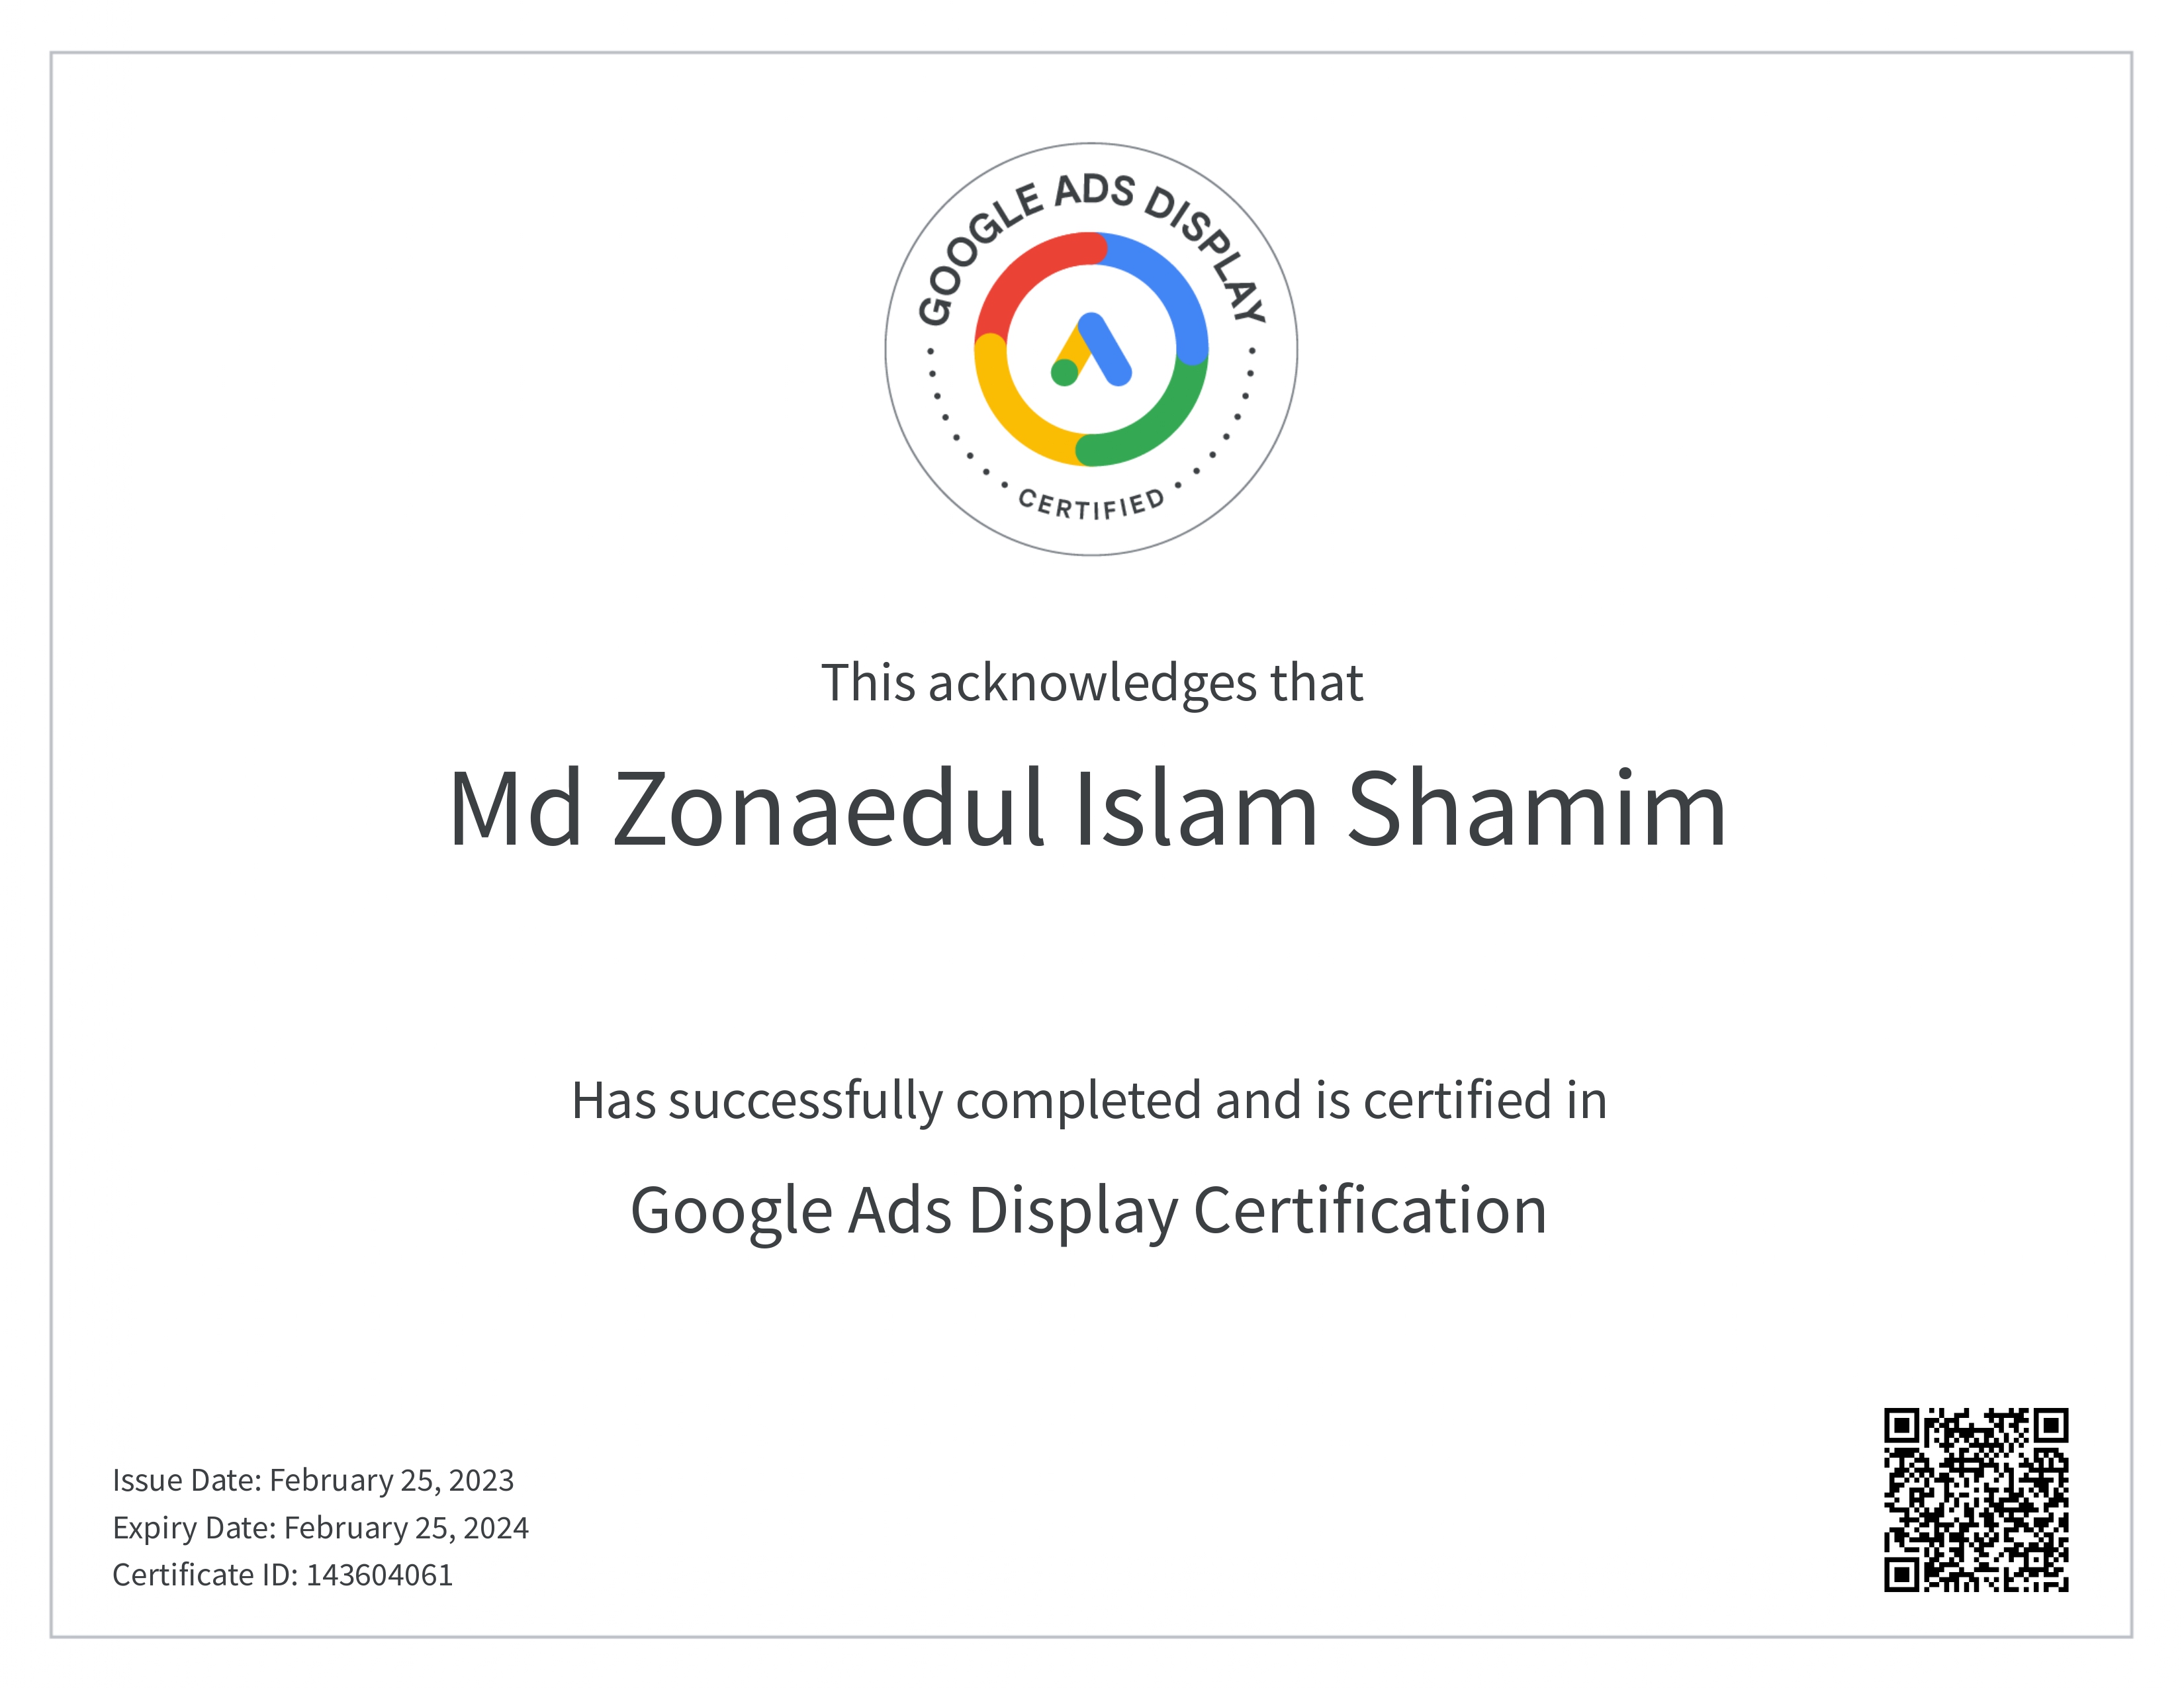 GOOGLE ADS DISPLAY
CERTIFIED
This acknowledges that
Md Zonaedul Islam Shamim
Has successfully completed and is certified in
Google Ads Display Certification
Issue Date: February 25, 2023
Expiry Date: February 25, 2024
Certificate ID: 143604061